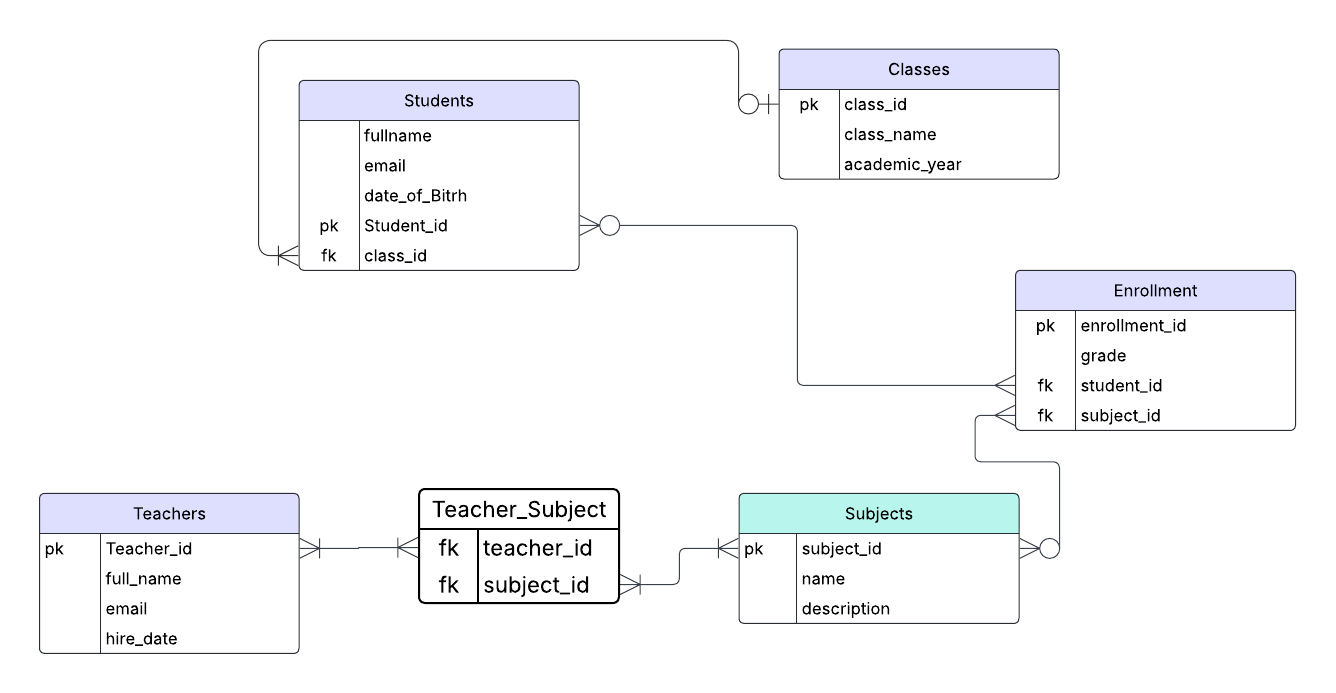 Classes
pk class_id
class_name
academic_year
Students
fullname
email
date_of_Bitrh
pk Student_id
fk class_id
Enrollment
pk enrollment_id
grade
fk student_id
fk subject_id
Teachers
pk Teacher_id
full_name
email
hire_date
Teacher_Subject
fk teacher_id
fk subject_id
Subjects
pk subject_id
name
description